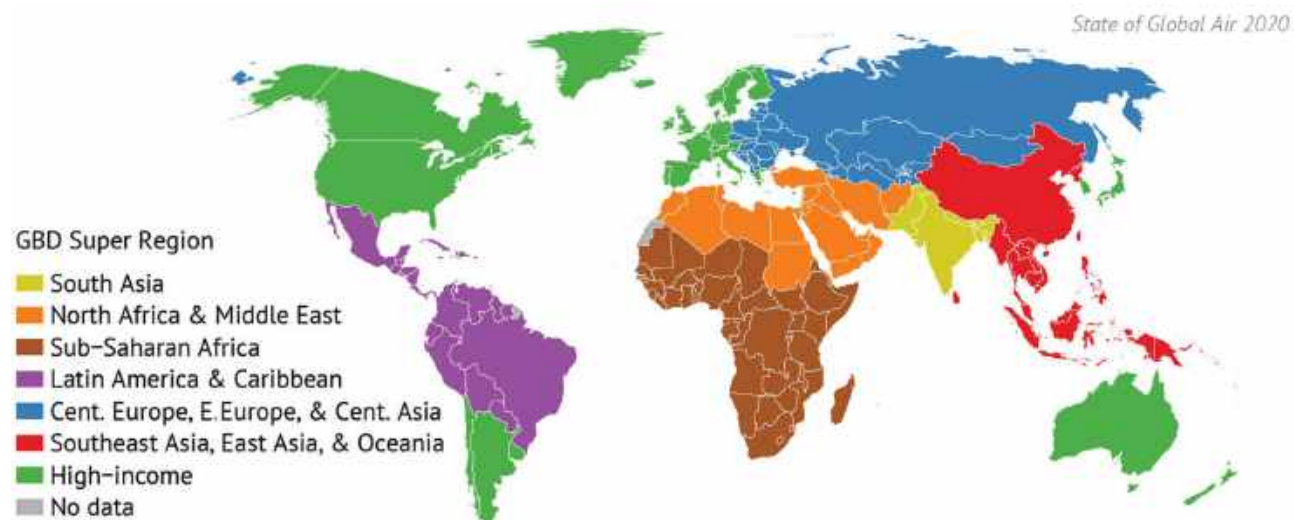 State of Global Air 2020
GBD Super Region
South Asia
North Africa & Middle East
Sub-Saharan Africa
Latin America & Caribbean
Cent. Europe, E.Europe, & Cent. Asia
Southeast Asia, East Asia, & Oceania
High-income
No data